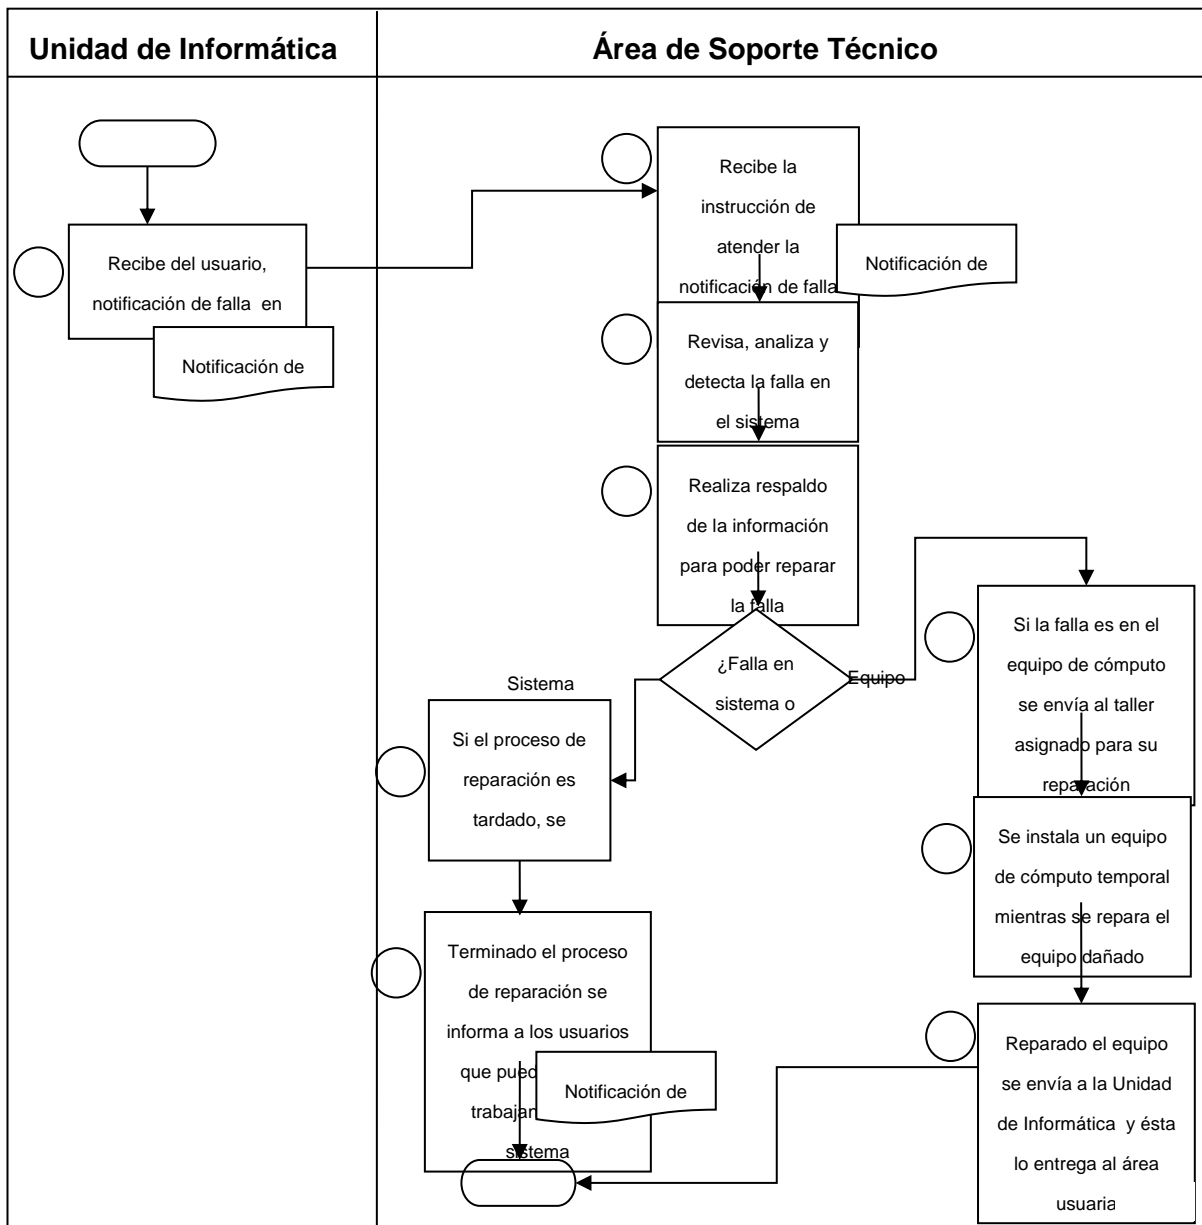 Unidad de Informática
Área de Soporte Técnico
Recibe del usuario,
notificación de falla en
Notificación de
Recibe la
instrucción de
atender la
notificación de falla
Notificación de
Revisa, analiza y
detecta la falla en
el sistema
Realiza respaldo
de la información
para poder reparar
la falla
¿Falla en
sistema o
Sistema
Equipo
Si el proceso de
reparación es
tardado, se
Terminado el proceso
de reparación se
informa a los usuarios
que
sistema
Notificación de
Si la falla es en el
equipo de cómputo
se envía al taller
asignado para su
reparación
Se instala un equipo
de cómputo temporal
mientras se repara el
equipo dañado
Reparado el equipo
se envía a la Unidad
de Informática y ésta
lo entrega al área
usuaria